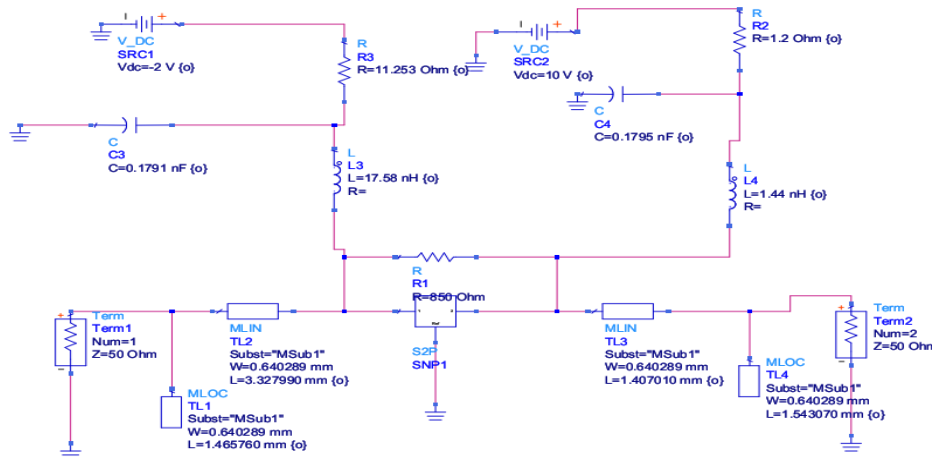 V_DC
SRC1
Vdc=-2 V {o}
R
R3
R=11.253 Ohm {o}
V_DC
SRC2
Vdc=10 V {o}
R
R2
R=1.2 Ohm {o}
C
C3
C=0.1791 nF {o}
C
C4
C=0.1795 nF {o}
L
L3
L=17.58 nH {o}
R=
L
L4
L=1.44 nH {o}
R=
R
R1
R=850 Ohm
Term
Term1
Num=1
Z=50 Ohm
MLIN
TL2
Subst="MSub1"
W=0.640289 mm
L=3.327990 mm {o}
1
2
Ref
S2P
SNP1
MLIN
TL3
Subst="MSub1"
W=0.640289 mm
L=1.407010 mm {o}
Term
Term2
Num=2
Z=50 Ohm
MLOC
TL1
Subst="MSub1"
W=0.640289 mm
L=1.465760 mm {o}
MLOC
TL4
Subst="MSub1"
W=0.640289 mm
L=1.543070 mm {o}